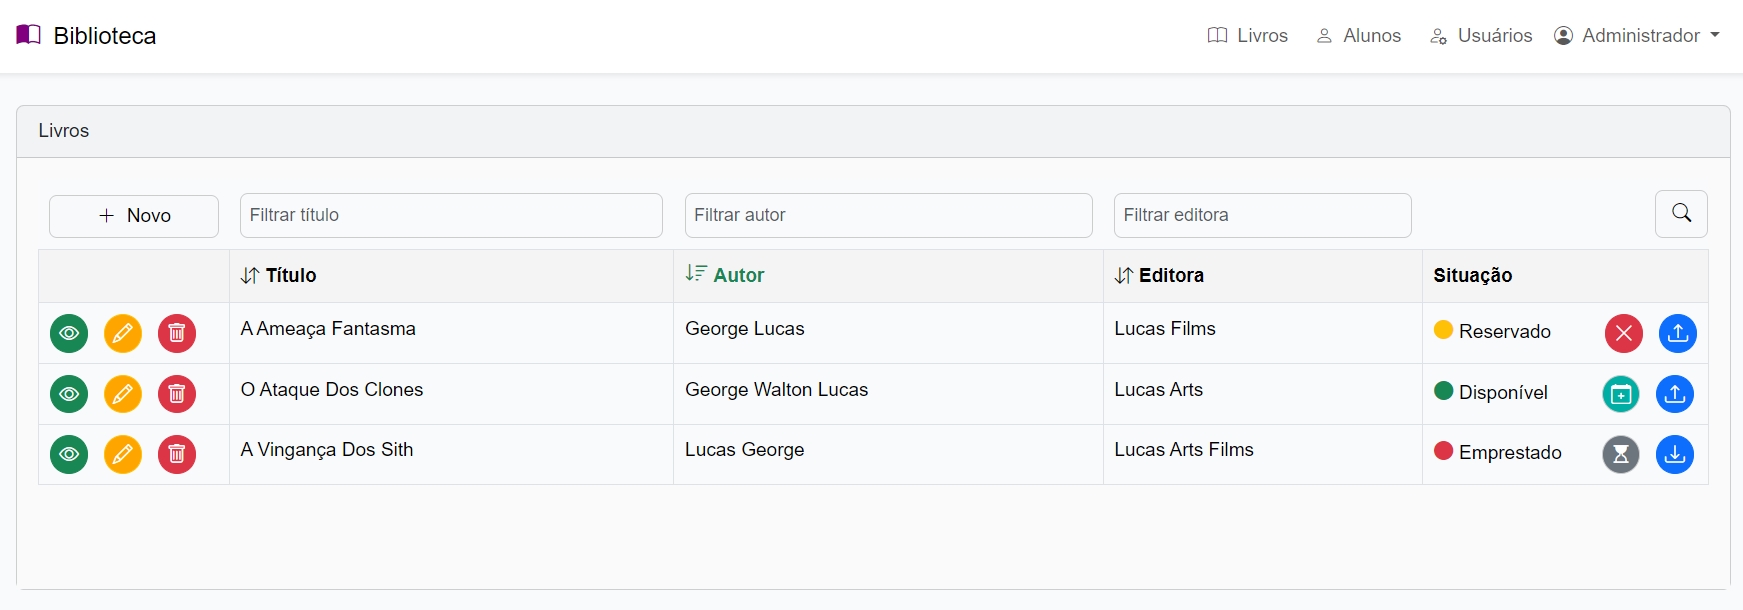 Biblioteca
Livros Alunos Usuários Administrador
Livros
+ Novo Filtrar título Filtrar autor Filtrar editora
Título Autor Editora Situação
A Ameaça Fantasma George Lucas Lucas Films Reservado
O Ataque Dos Clones George Walton Lucas Lucas Arts Disponível
A Vingança Dos Sith Lucas George Lucas Arts Films Emprestado